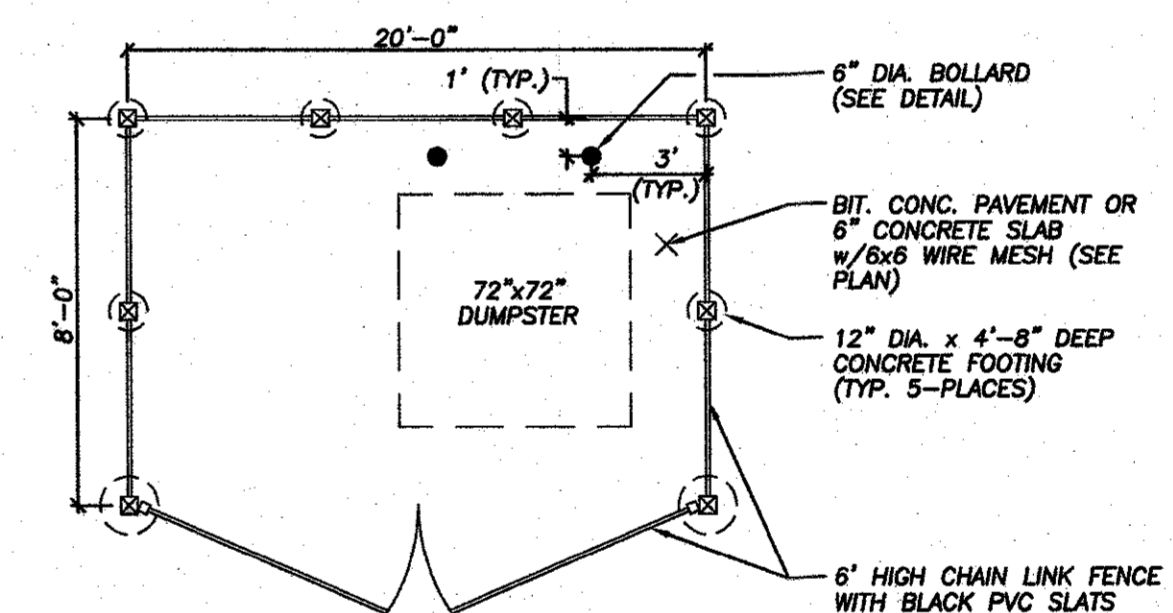 20'-0"
1' (TYP.)
6" DIA. BOLLARD
(SEE DETAIL)
3'
(TYP.)
BIT. CONC. PAVEMENT OR
6" CONCRETE SLAB
w/6x6 WIRE MESH (SEE
PLAN)
8'-0"
72"x72"
DUMPSTER
12" DIA. x 4'-8" DEEP
CONCRETE FOOTING
(TYP. 5-PLACES)
6' HIGH CHAIN LINK FENCE
WITH BLACK PVC SLATS